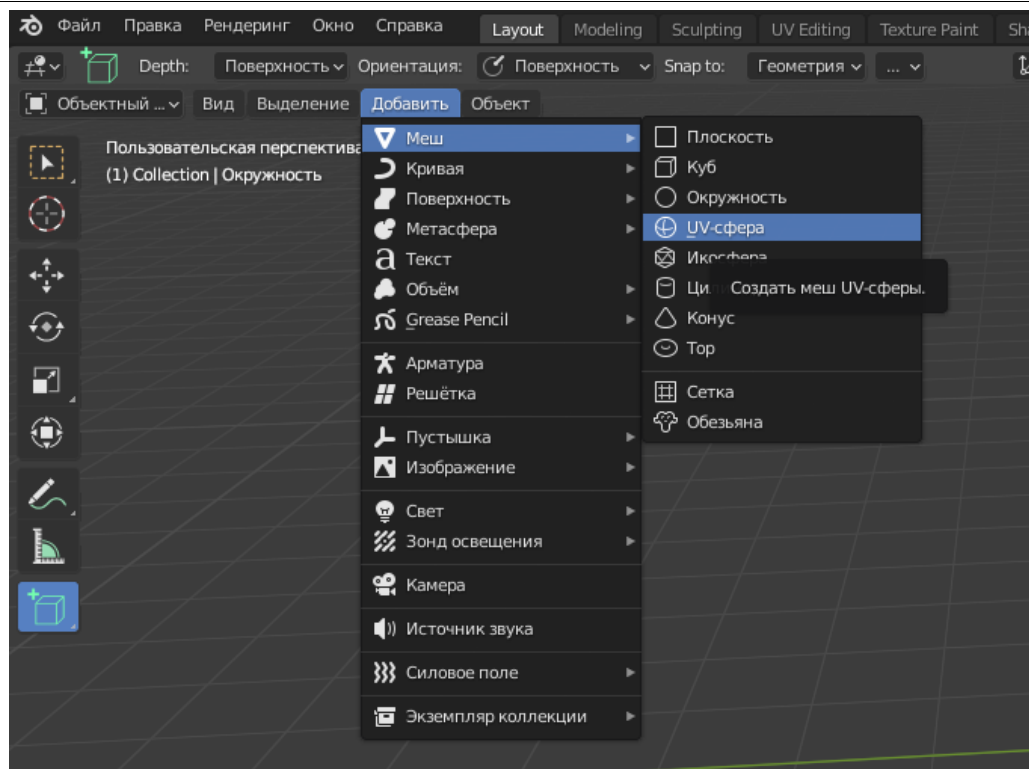 Файл Правка Рендеринг Окно Справка Layout Modeling Sculpting UV Editing Texture Paint
Depth: Поверхность Ориентация: Поверхность Snap to: Геометрия ...
Объектный ... Вид Выделение Добавить Объект
Пользовательская перспектива
(1) Collection | Окружность
Меш
Кривая
Поверхность
Метасфера
Текст
Объём
Grease Pencil
Арматура
Решётка
Пустышка
Изображение
Свет
Зонд освещения
Камера
Источник звука
Силовое поле
Экземпляр коллекции
Плоскость
Куб
Окружность
UV-сфера
Икосфера
Создать меш UV-сферы.
Конус
Тор
Сетка
Обезьяна